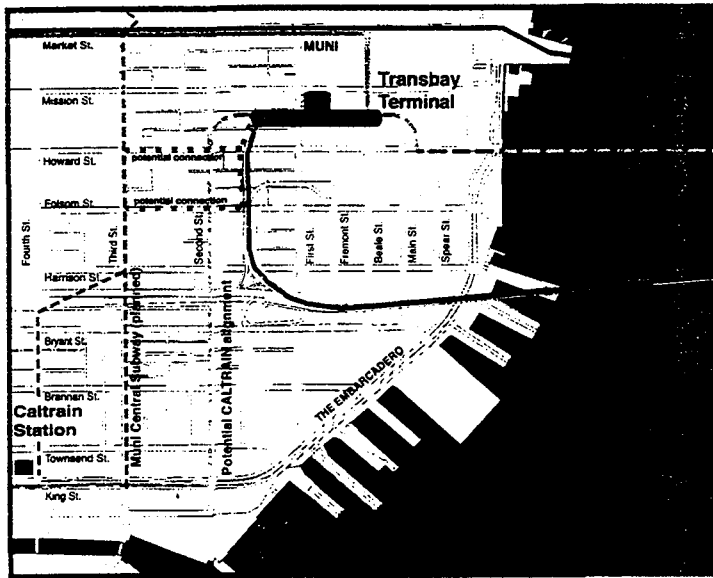 Market St.
MUNI
Transbay
Terminal
Mission St.
Howard St.
potential connection
Folsom St.
potential connection
Fourth St.
Third St.
Second St.
First St.
Fremont St.
Beale St.
Main St
Spear St.
Harrison St.
Muni Central Subway (planned)
Potential CALTRAIN alignment
Bryant St.
THE EMBARCADERO
Brannan St.
Caltrain
Station
Townsend St.
King St.